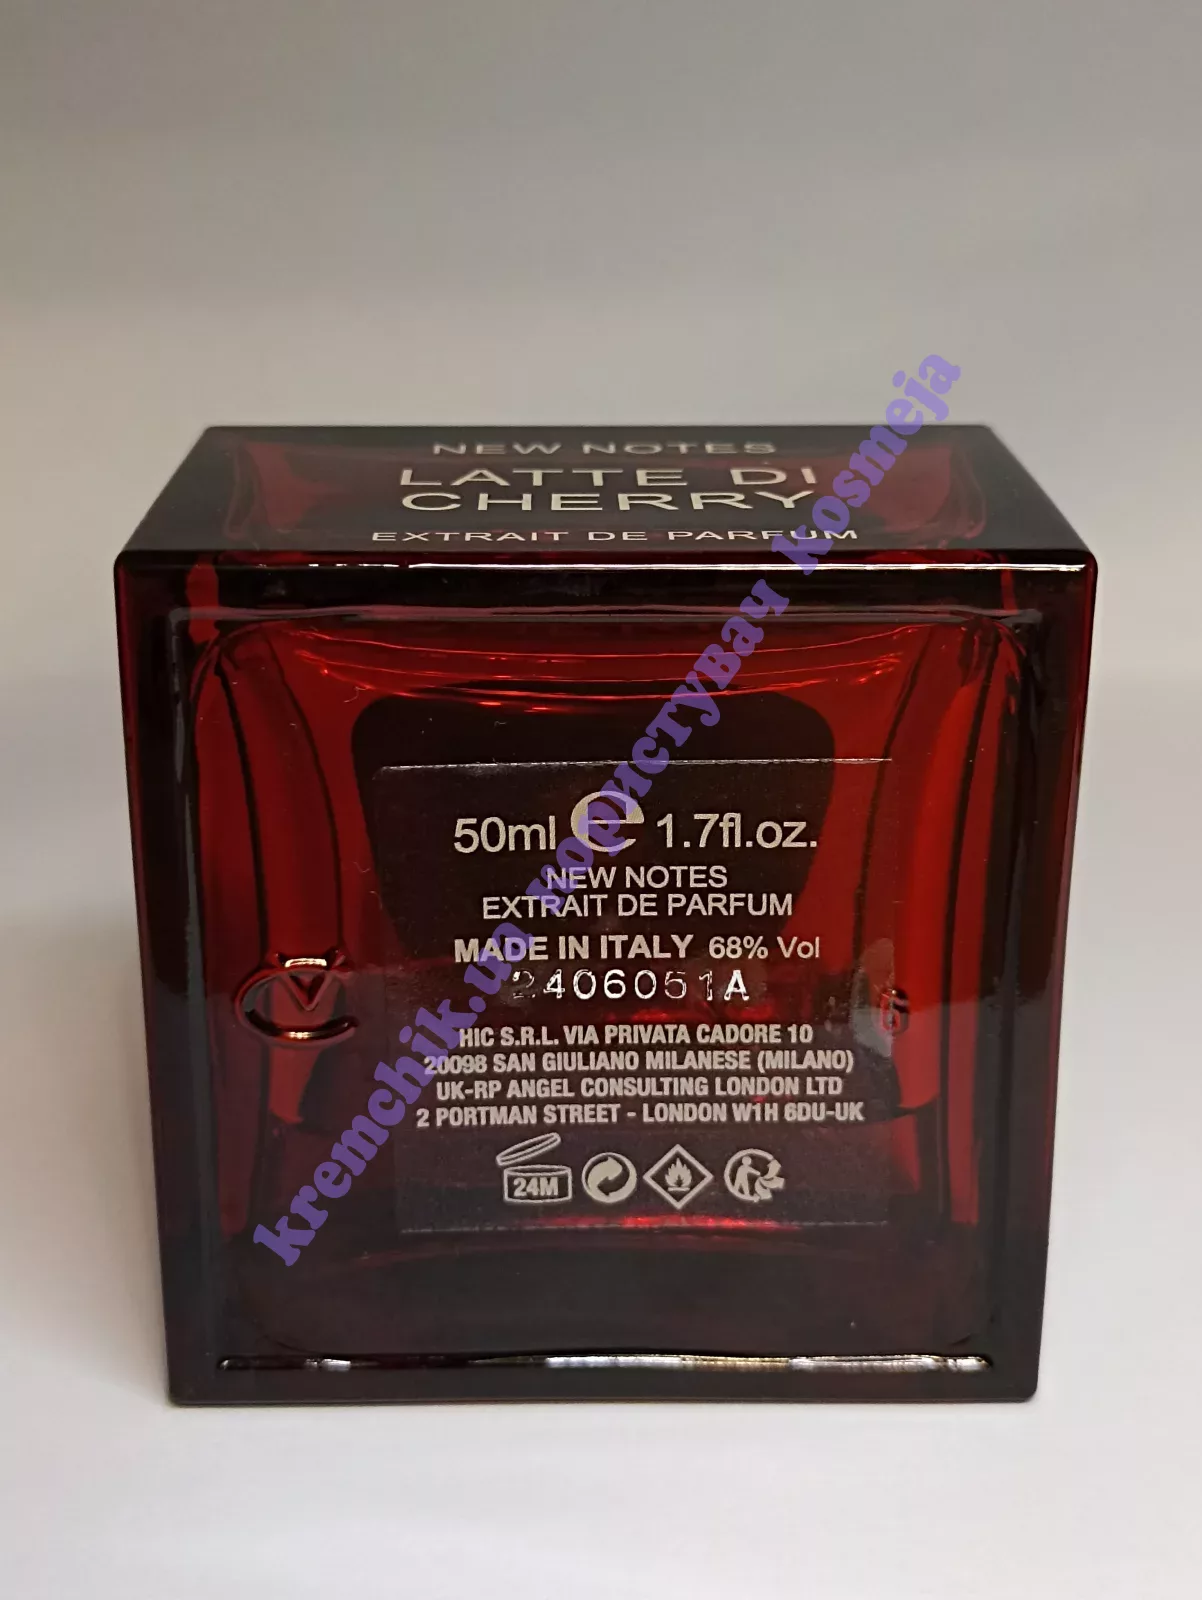 NEW NOTES
LATTE DI
CHERRY
EXTRAIT DE PARFUM
50ml e 1.7fl.oz.
NEW NOTES
EXTRAIT DE PARFUM
MADE IN ITALY 68% Vol
2406051A
HIC S.R.L. VIA PRIVATA CADORE 10
20098 SAN GIULIANO MILANESE (MILANO)
UK-RP ANGEL CONSULTING LONDON LTD
2 PORTMAN STREET - LONDON W1H 6DU-UK
24M
6
kremchik.ua користувач kosmeja